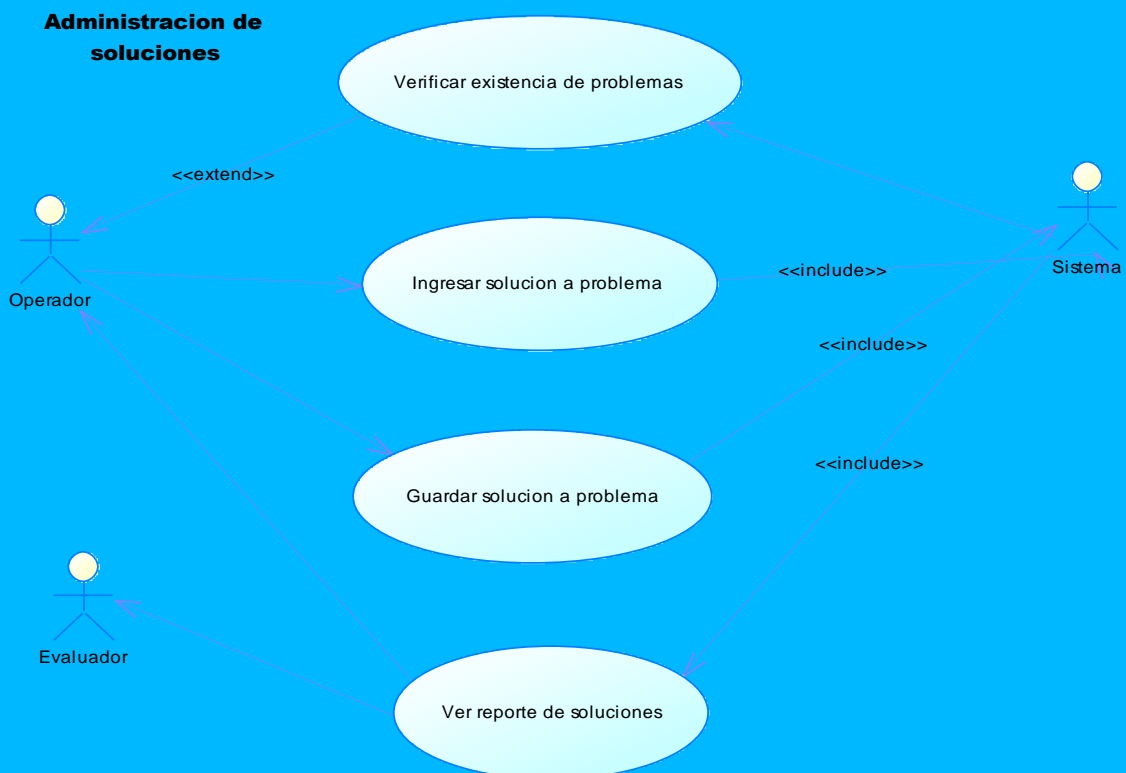 Administracion de
soluciones
Verificar existencia de problemas
<<extend>>
Operador
Sistema
Ingresar solucion a problema
<<include>>
<<include>>
<<include>>
Guardar solucion a problema
Evaluador
Ver reporte de soluciones